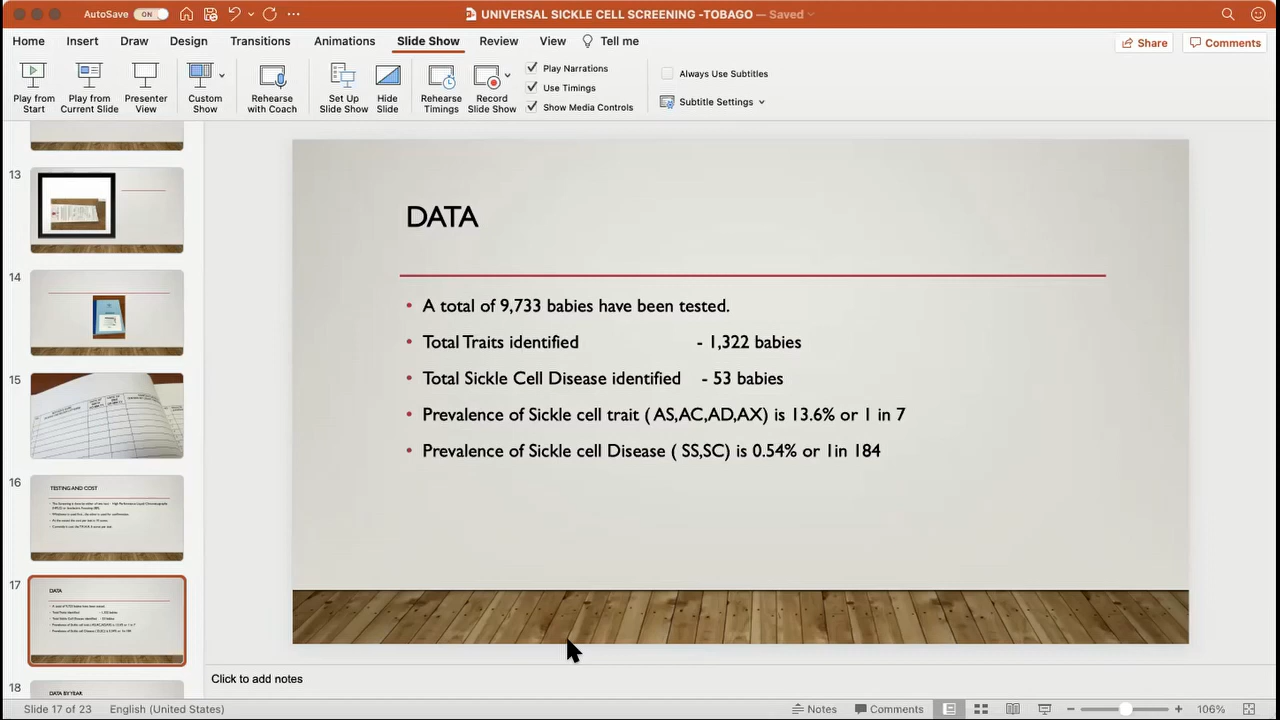 AutoSave ON
UNIVERSAL SICKLE CELL SCREENING -TOBAGO — Saved
Home Insert Draw Design Transitions Animations Slide Show Review View Tell me
Share Comments
Play from Start
Play from Current Slide
Presenter View
Custom Show
Rehearse with Coach
Set Up Slide Show
Hide Slide
Rehearse Timings
Record Slide Show
Play Narrations
Use Timings
Show Media Controls
Always Use Subtitles
Subtitle Settings
13
14
15
16
TESTING AND COST
17
DATA
18
DATA BY YEAR
DATA
• A total of 9,733 babies have been tested.
• Total Traits identified - 1,322 babies
• Total Sickle Cell Disease identified - 53 babies
• Prevalence of Sickle cell trait ( AS,AC,AD,AX) is 13.6% or 1 in 7
• Prevalence of Sickle cell Disease ( SS,SC) is 0.54% or 1in 184
Click to add notes
Slide 17 of 23 English (United States) Notes Comments 106%